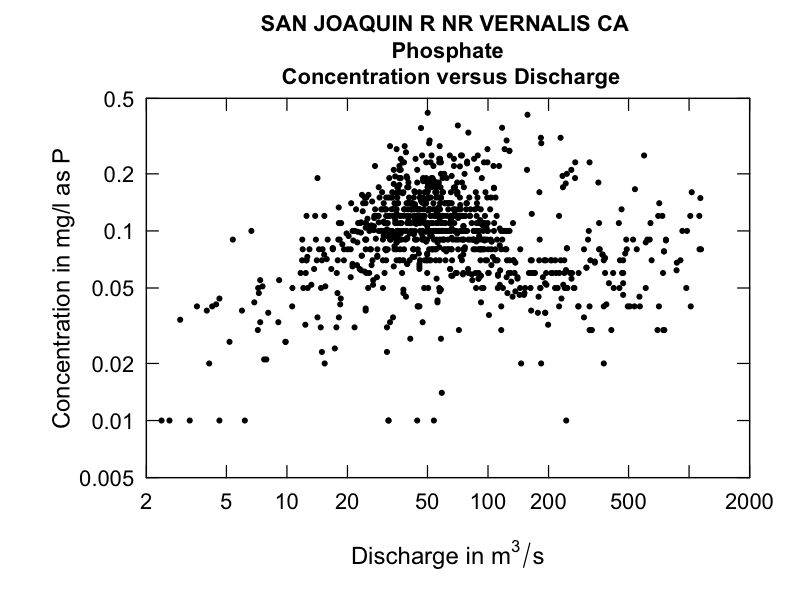 SAN JOAQUIN R NR VERNALIS CA
Phosphate
Concentration versus Discharge
Concentration in mg/l as P
0.5
0.2
0.1
0.05
0.02
0.01
0.005
2 5 10 20 50 100 200 500 2000
Discharge in m³/s